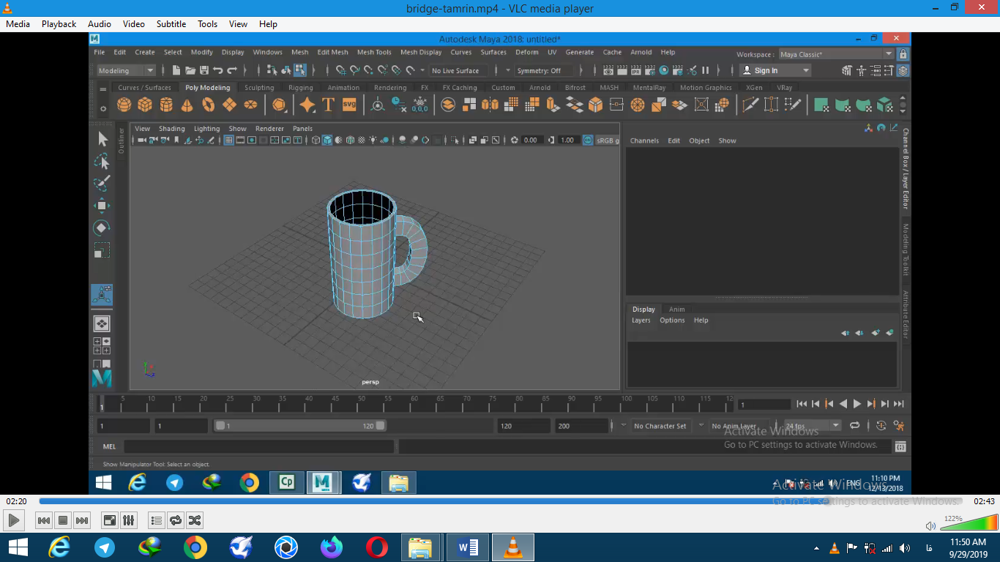 bridge-tamrin.mp4 - VLC media player
Media Playback Audio Video Subtitle Tools View Help
Autodesk Maya 2018: untitled*
File Edit Create Select Modify Display Windows Mesh Edit Mesh Mesh Tools Mesh Display Curves Surfaces Deform UV Generate Cache Arnold Help
Workspace : Maya Classic*
Modeling No Live Surface Symmetry: Off Sign In
IPR
Curves / Surfaces Poly Modeling Sculpting Rigging Animation Rendering FX FX Caching Custom Arnold Bifrost MASH MentalRay Motion Graphics XGen VRay
T SVG 0,0,0
Outliner
View Shading Lighting Show Renderer Panels
0.00 1.00 sRGB g
Channels Edit Object Show
Channel Box / Layer Editor
Modeling Toolkit
Attribute Editor
persp
Display Anim
Layers Options Help
1 5 10 15 20 25 30 35 40 45 50 55 60 65 70 75 80 85 90 95 100 105 110 115 12
1
1 1 1 120 120 200 No Character Set No Anim Layer 24 fps
MEL
Show Manipulator Tool: Select an object.
Activate Windows
Go to PC settings to activate Windows.
Cp M ENG 11:10 PM
12/13/2018
Activate Windows
Go to PC settings to activate Windows.
02:20 02:43
122%
فا 11:50 AM
9/29/2019